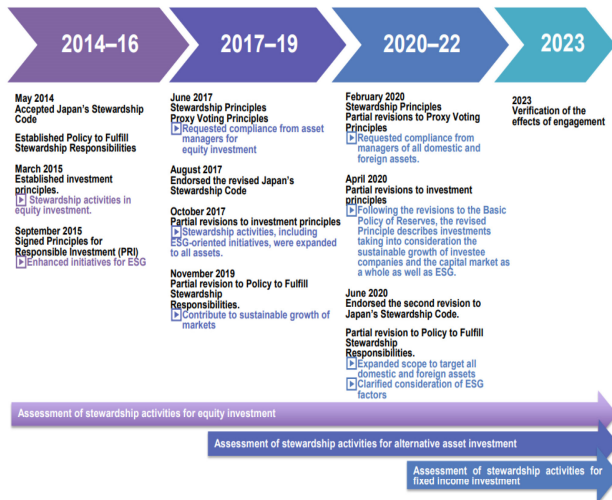 2014–16
2017–19
2020–22
2023
May 2014
Accepted Japan's Stewardship
Code
Established Policy to Fulfill
Stewardship Responsibilities
March 2015
Established investment
principles.
Stewardship activities in
equity investment.
September 2015
Signed Principles for
Responsible Investment (PRI)
Enhanced initiatives for ESG
June 2017
Stewardship Principles
Proxy Voting Principles
Requested compliance from asset
managers for
equity investment
August 2017
Endorsed the revised Japan's
Stewardship Code
October 2017
Partial revisions to investment principles
Stewardship activities, including
ESG-oriented initiatives, were expanded
to all assets.
November 2019
Partial revision to Policy to Fulfill
Stewardship
Responsibilities.
Contribute to sustainable growth of
markets
February 2020
Stewardship Principles
Partial revisions to Proxy Voting
Principles
Requested compliance from
managers of all domestic and
foreign assets.
April 2020
Partial revisions to investment
principles
Following the revisions to the Basic
Policy of Reserves, the revised
Principle describes investments
taking into consideration the
sustainable growth of investee
companies and the capital market as
a whole as well as ESG.
June 2020
Endorsed the second revision to
Japan's Stewardship Code.
Partial revision to Policy to Fulfill
Stewardship
Responsibilities.
Expanded scope to target all
domestic and foreign assets
Clarified consideration of ESG
factors
2023
Verification of the
effects of engagement
Assessment of stewardship activities for equity investment
Assessment of stewardship activities for alternative asset investment
Assessment of stewardship activities for
fixed income investment